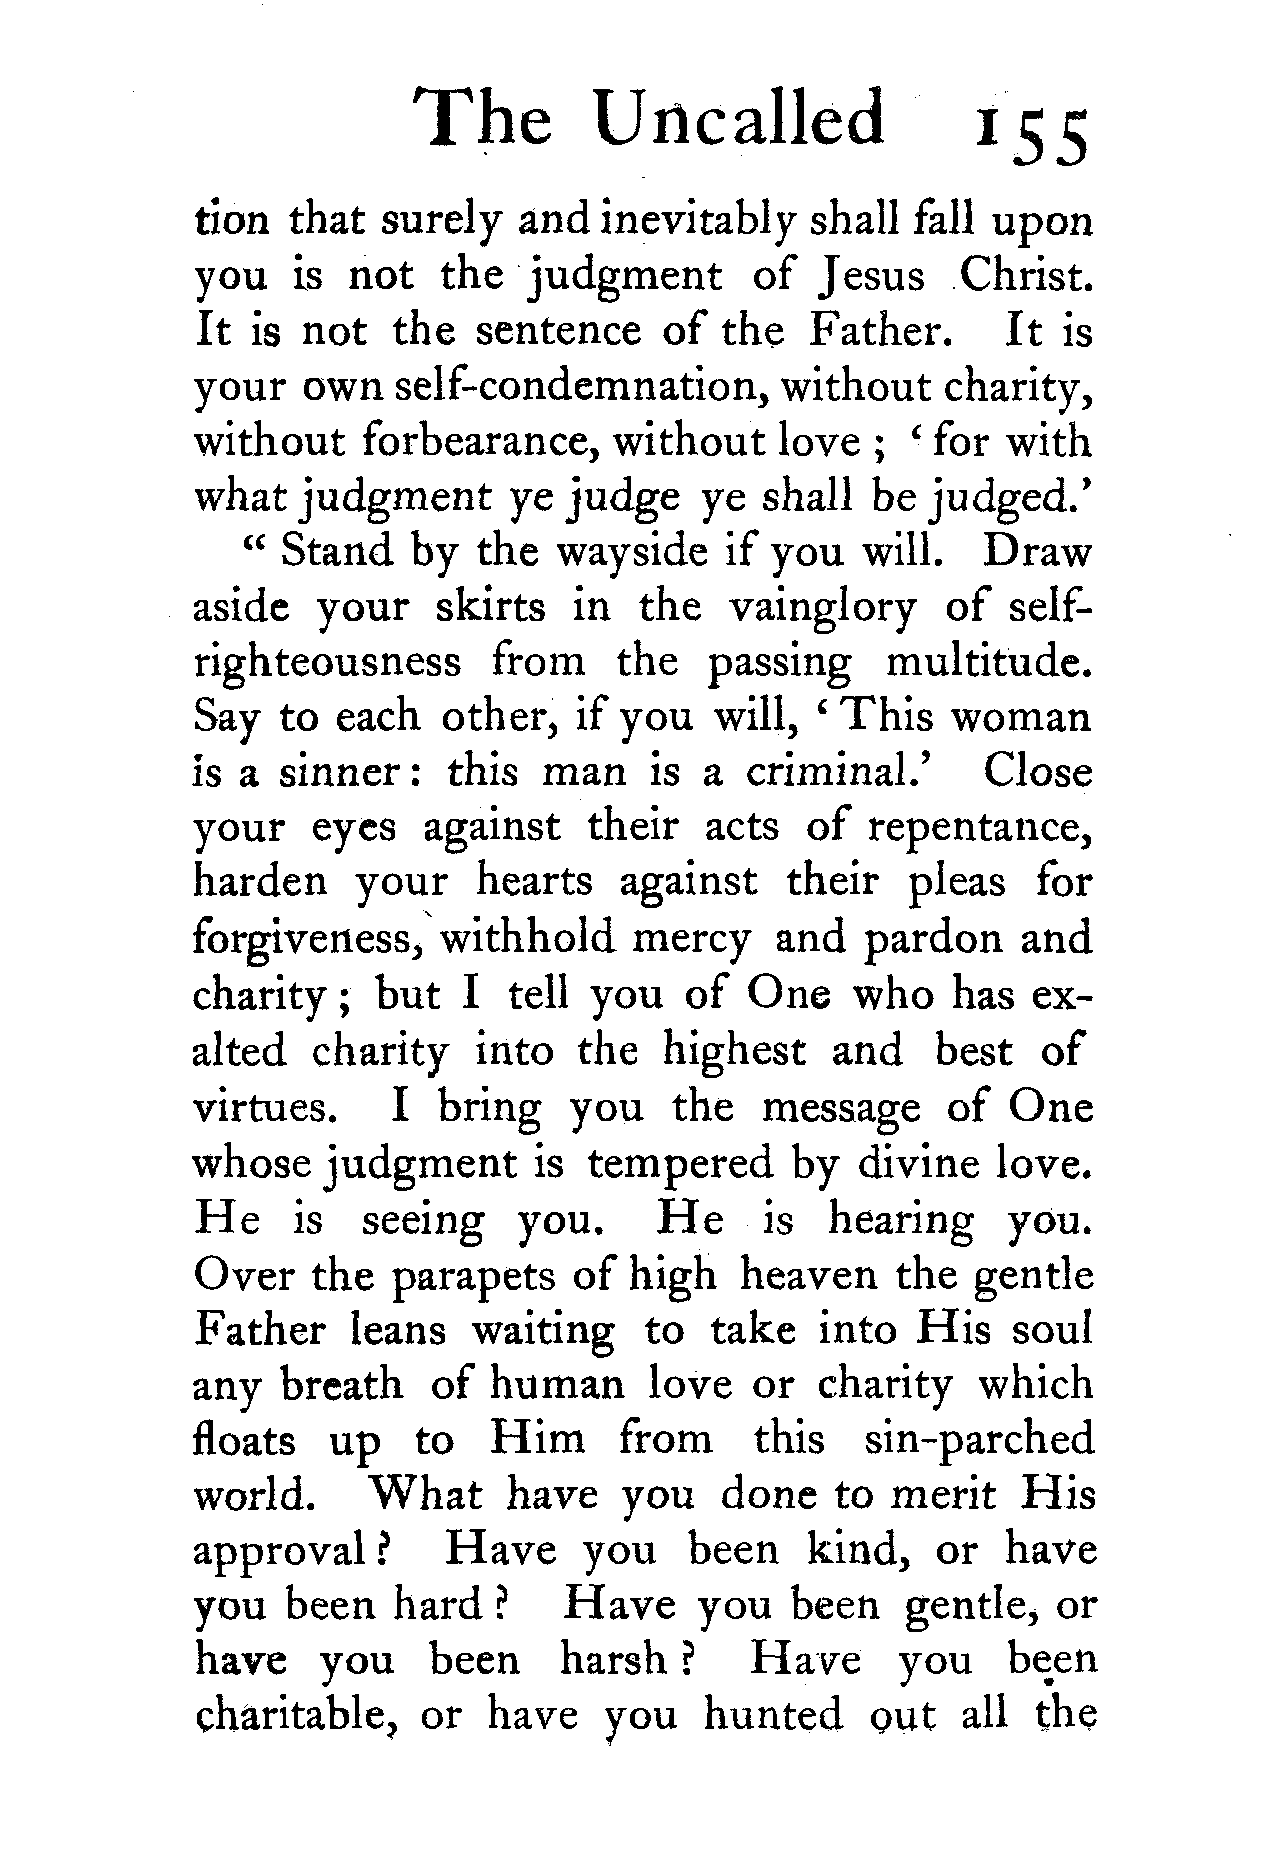 The Uncalled 155
tion that surely and inevitably shall fall upon
you is not the judgment of Jesus Christ.
It is not the sentence of the Father. It is
your own self-condemnation, without charity,
without forbearance, without love ; ‘ for with
what judgment ye judge ye shall be judged.’
“ Stand by the wayside if you will. Draw
aside your skirts in the vainglory of self-
righteousness from the passing multitude.
Say to each other, if you will, ‘ This woman
is a sinner : this man is a criminal.’ Close
your eyes against their acts of repentance,
harden your hearts against their pleas for
forgiveness, withhold mercy and pardon and
charity ; but I tell you of One who has ex-
alted charity into the highest and best of
virtues. I bring you the message of One
whose judgment is tempered by divine love.
He is seeing you. He is hearing you.
Over the parapets of high heaven the gentle
Father leans waiting to take into His soul
any breath of human love or charity which
floats up to Him from this sin-parched
world. What have you done to merit His
approval ? Have you been kind, or have
you been hard ? Have you been gentle, or
have you been harsh ? Have you been
charitable, or have you hunted out all the